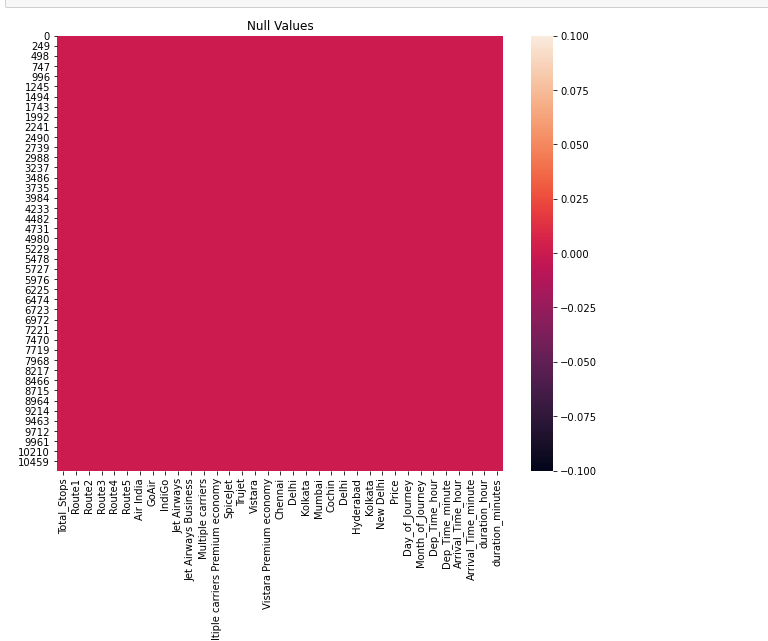 Null Values
0
249
498
747
996
1245
1494
1743
1992
2241
2490
2739
2988
3237
3486
3735
3984
4233
4482
4731
4980
5229
5478
5727
5976
6225
6474
6723
6972
7221
7470
7719
7968
8217
8466
8715
8964
9214
9463
9712
9961
10210
10459
0.100
0.075
0.050
0.025
0.000
−0.025
−0.050
−0.075
−0.100
Total_Stops
Route1
Route2
Route3
Route4
Route5
Air India
GoAir
IndiGo
Jet Airways
Jet Airways Business
Multiple carriers
ltiple carriers Premium economy
SpiceJet
Trujet
Vistara
Vistara Premium economy
Chennai
Delhi
Kolkata
Mumbai
Cochin
Delhi
Hyderabad
Kolkata
New Delhi
Price
Day_of_Journey
Month_of_Journey
Dep_Time_hour
Dep_Time_minute
Arrival_Time_hour
Arrival_Time_minute
duration_hour
duration_minutes